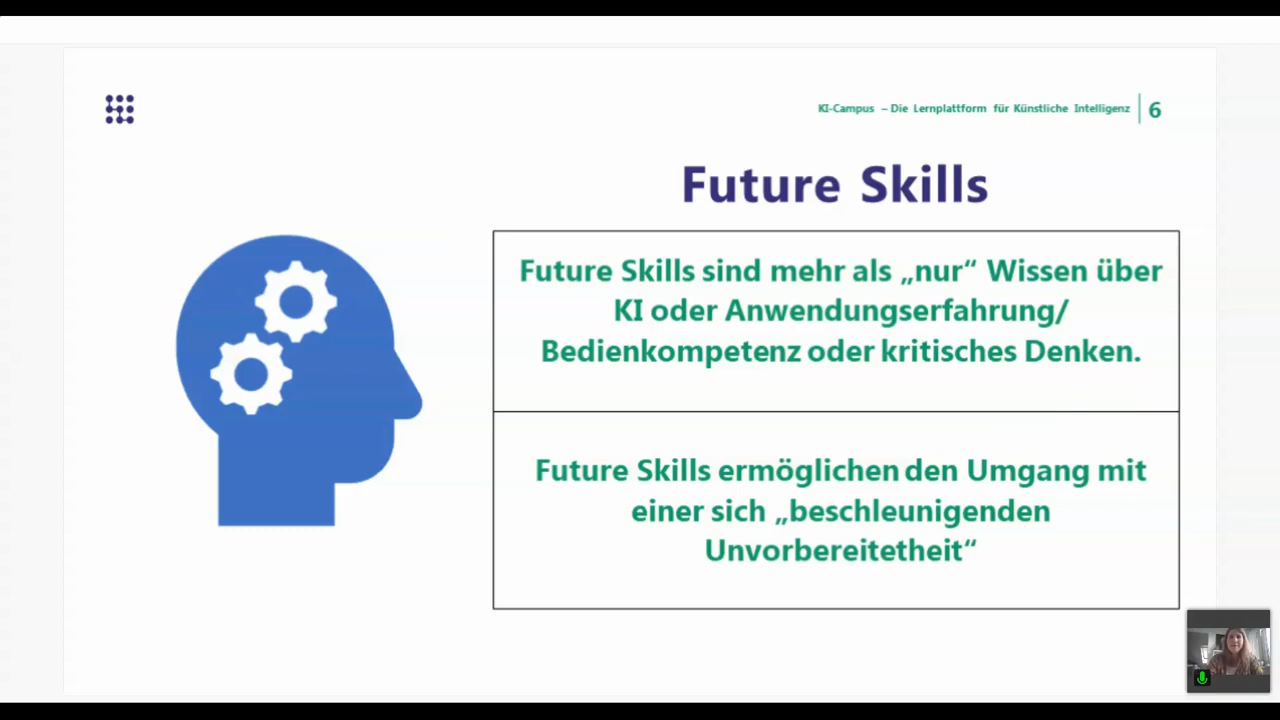 KI-Campus – Die Lernplattform für Künstliche Intelligenz
6
Future Skills
Future Skills sind mehr als „nur“ Wissen über
KI oder Anwendungserfahrung/
Bedienkompetenz oder kritisches Denken.
Future Skills ermöglichen den Umgang mit
einer sich „beschleunigenden
Unvorbereitetheit“